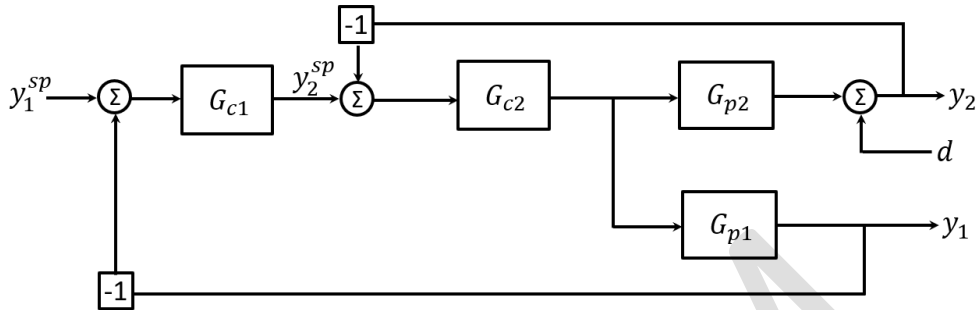 -1
y_1^{sp} Σ G_{c1} y_2^{sp} Σ G_{c2} G_{p2} Σ y_2
d
G_{p1} y_1
-1